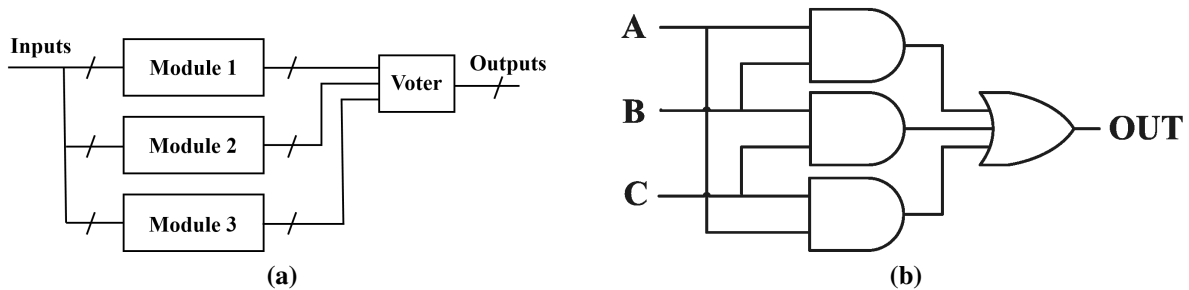 Inputs
Module 1
Module 2
Module 3
Voter
Outputs
(a)
A
B
C
OUT
(b)